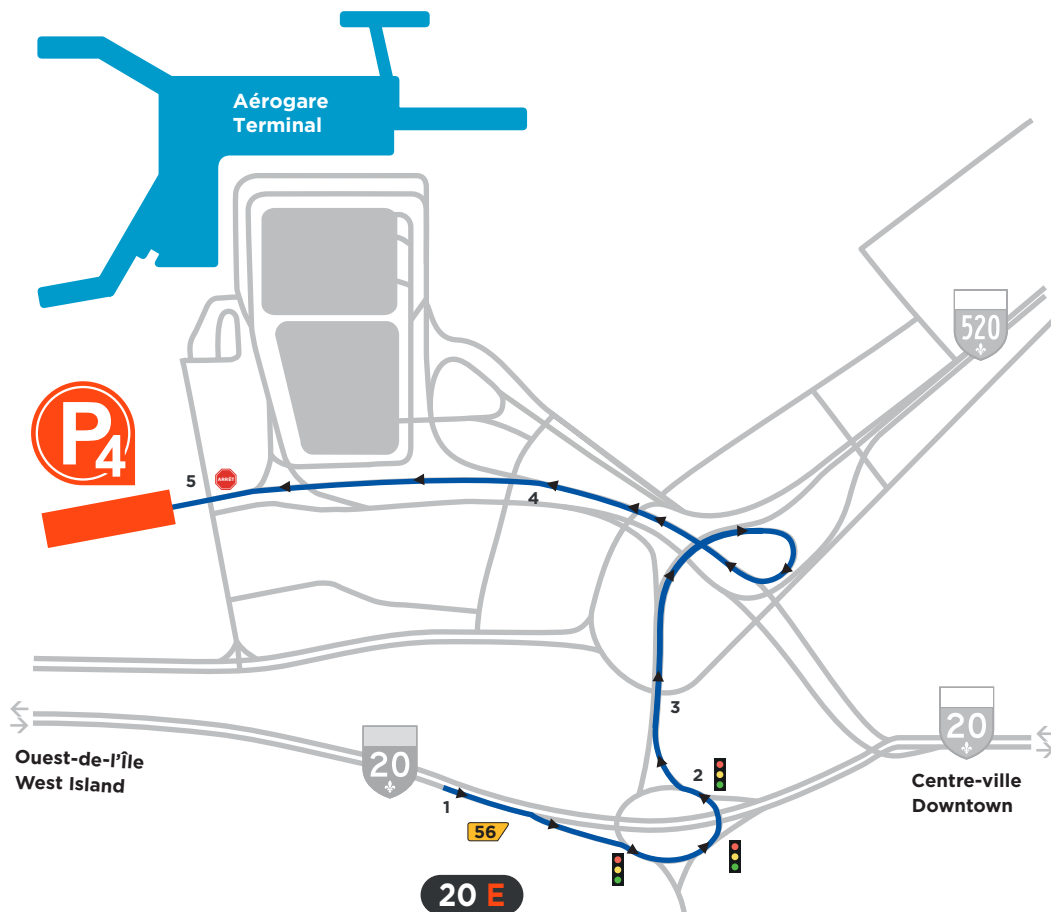 Aérogare
Terminal
520
P4
ARRÊT
5
4
3
20
Ouest-de-l'Île
West Island
20
Centre-ville
Downtown
2
1
56
20 E